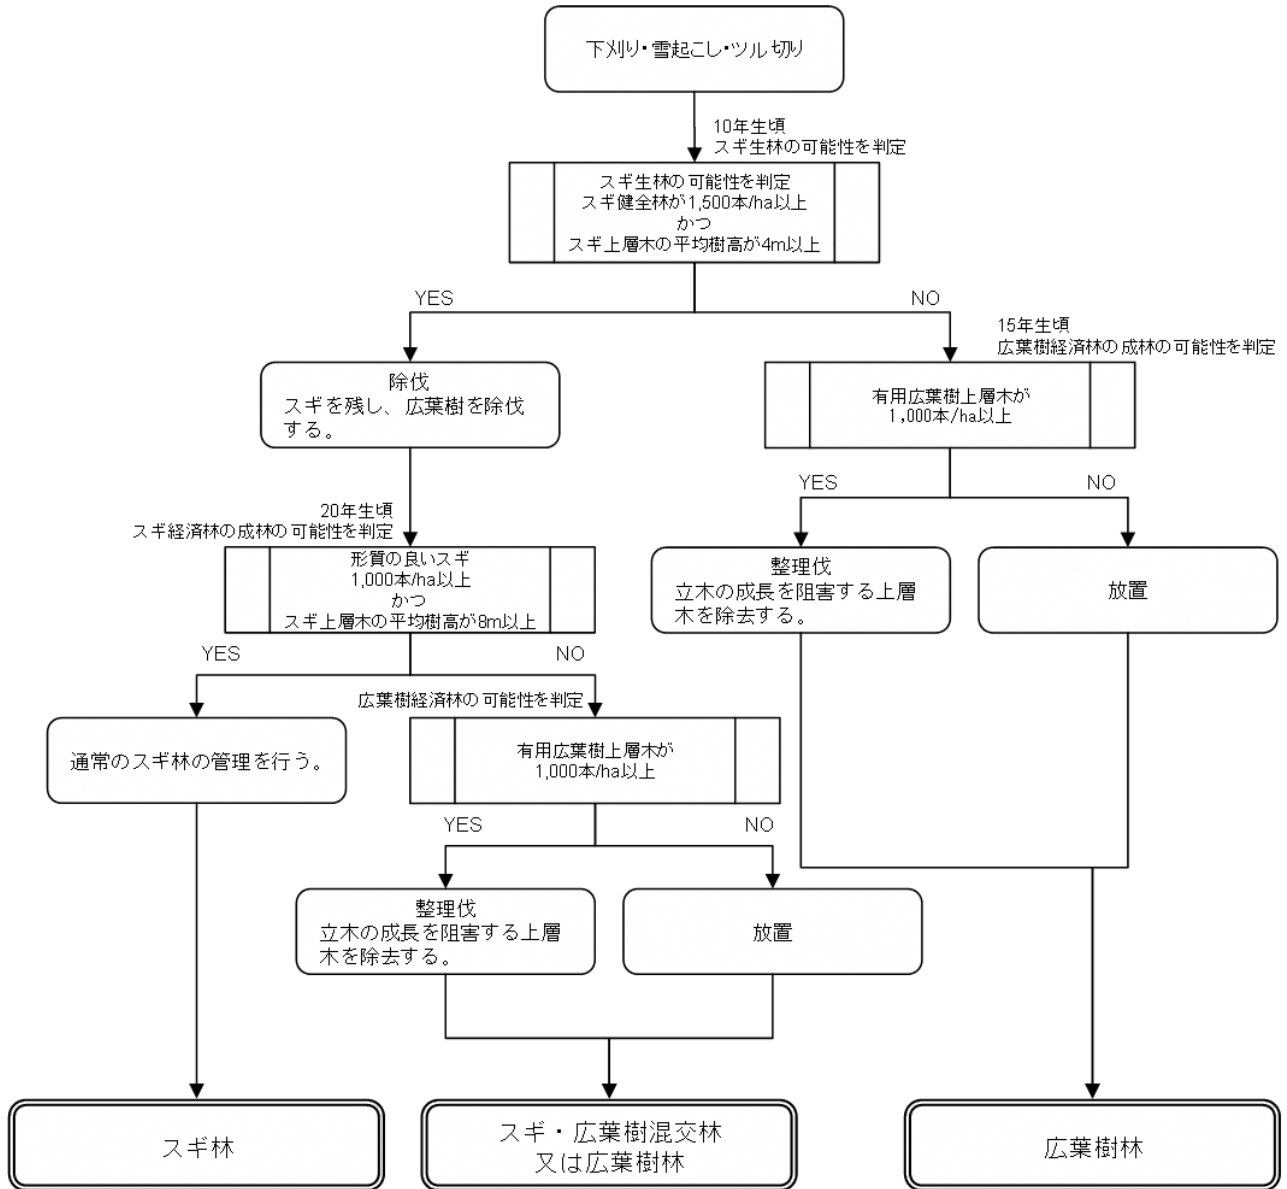 下刈り・雪起こし・ツル切り
10年生頃
スギ生林の可能性を判定
スギ生林の可能性を判定
スギ健全林が1,500本/ha以上
かつ
スギ上層木の平均樹高が4m以上
YES
NO
15年生頃
広葉樹経済林の成林の可能性を判定
除伐
スギを残し、広葉樹を除伐
する。
有用広葉樹上層木が
1,000本/ha以上
YES
NO
20年生頃
スギ経済林の成林の可能性を判定
形質の良いスギ
1,000本/ha以上
かつ
スギ上層木の平均樹高が8m以上
整理伐
立木の成長を阻害する上層
木を除去する。
放置
YES
NO
広葉樹経済林の可能性を判定
通常のスギ林の管理を行う。
有用広葉樹上層木が
1,000本/ha以上
YES
NO
整理伐
立木の成長を阻害する上層
木を除去する。
放置
スギ林
スギ・広葉樹混交林
又は広葉樹林
広葉樹林